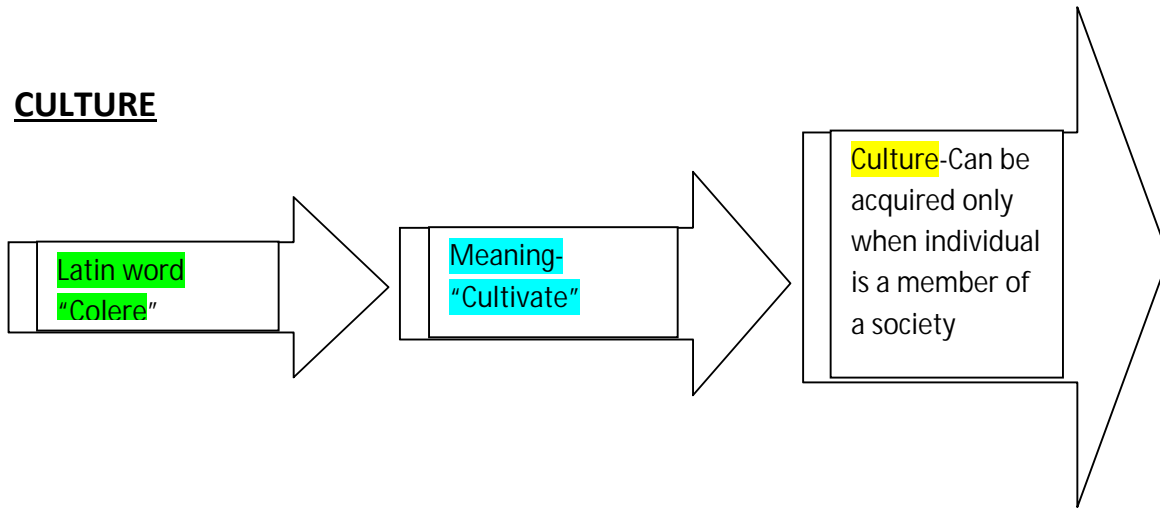 CULTURE
Latin word
"Colere"
Meaning-
"Cultivate"
Culture-Can be
acquired only
when individual
is a member of
a society